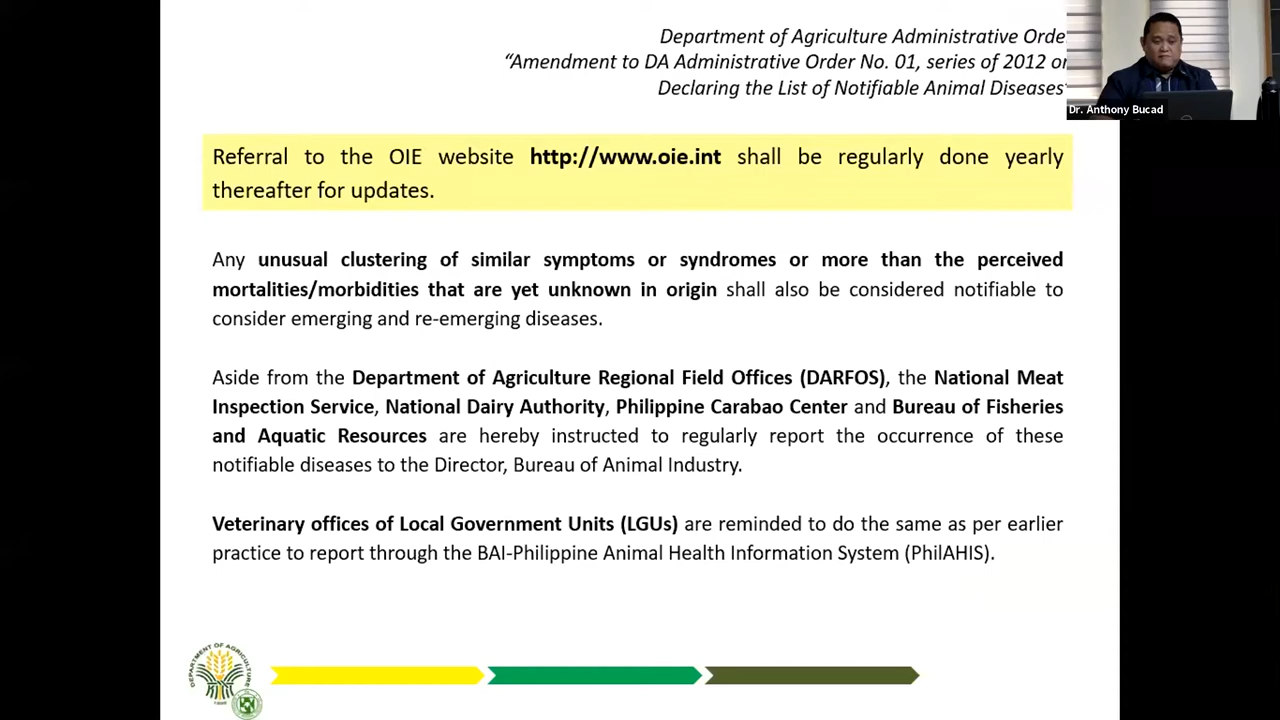 Department of Agriculture Administrative Orde
“Amendment to DA Administrative Order No. 01, series of 2012 or
Declaring the List of Notifiable Animal Diseases"
Dr. Anthony Bucad
Referral to the OIE website http://www.oie.int shall be regularly done yearly
thereafter for updates.
Any unusual clustering of similar symptoms or syndromes or more than the perceived
mortalities/morbidities that are yet unknown in origin shall also be considered notifiable to
consider emerging and re-emerging diseases.
Aside from the Department of Agriculture Regional Field Offices (DARFOS), the National Meat
Inspection Service, National Dairy Authority, Philippine Carabao Center and Bureau of Fisheries
and Aquatic Resources are hereby instructed to regularly report the occurrence of these
notifiable diseases to the Director, Bureau of Animal Industry.
Veterinary offices of Local Government Units (LGUs) are reminded to do the same as per earlier
practice to report through the BAI-Philippine Animal Health Information System (PhilAHIS).
DEPARTMENT OF AGRICULTURE